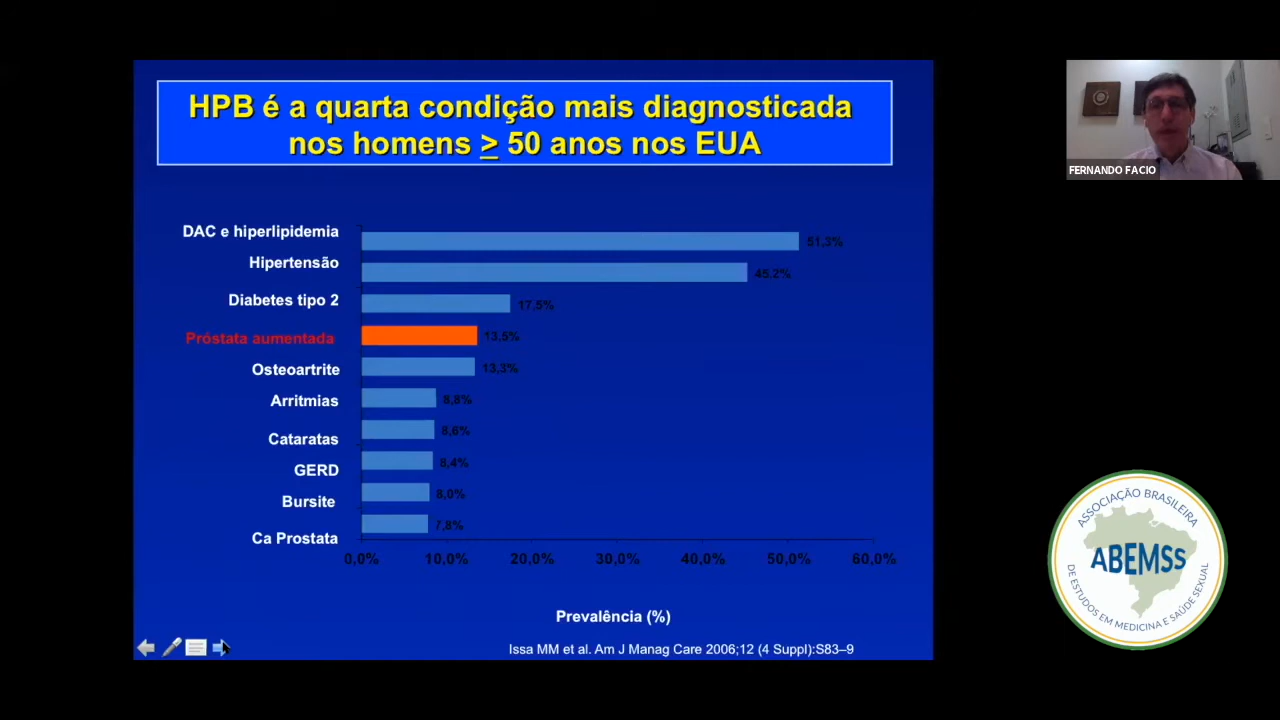 HPB é a quarta condição mais diagnosticada
nos homens ≥ 50 anos nos EUA
FERNANDO FACIO
DAC e hiperlipidemia 51,3%
Hipertensão 45,2%
Diabetes tipo 2 17,5%
Próstata aumentada 13,5%
Osteoartrite 13,3%
Arritmias 8,8%
Cataratas 8,6%
GERD 8,4%
Bursite 8,0%
Ca Prostata 7,8%
0,0% 10,0% 20,0% 30,0% 40,0% 50,0% 60,0%
Prevalência (%)
Issa MM et al. Am J Manag Care 2006;12 (4 Suppl):S83–9
ASSOCIAÇÃO BRASILEIRA
ABEMSS
DE ESTUDOS EM MEDICINA E SAÚDE SEXUAL